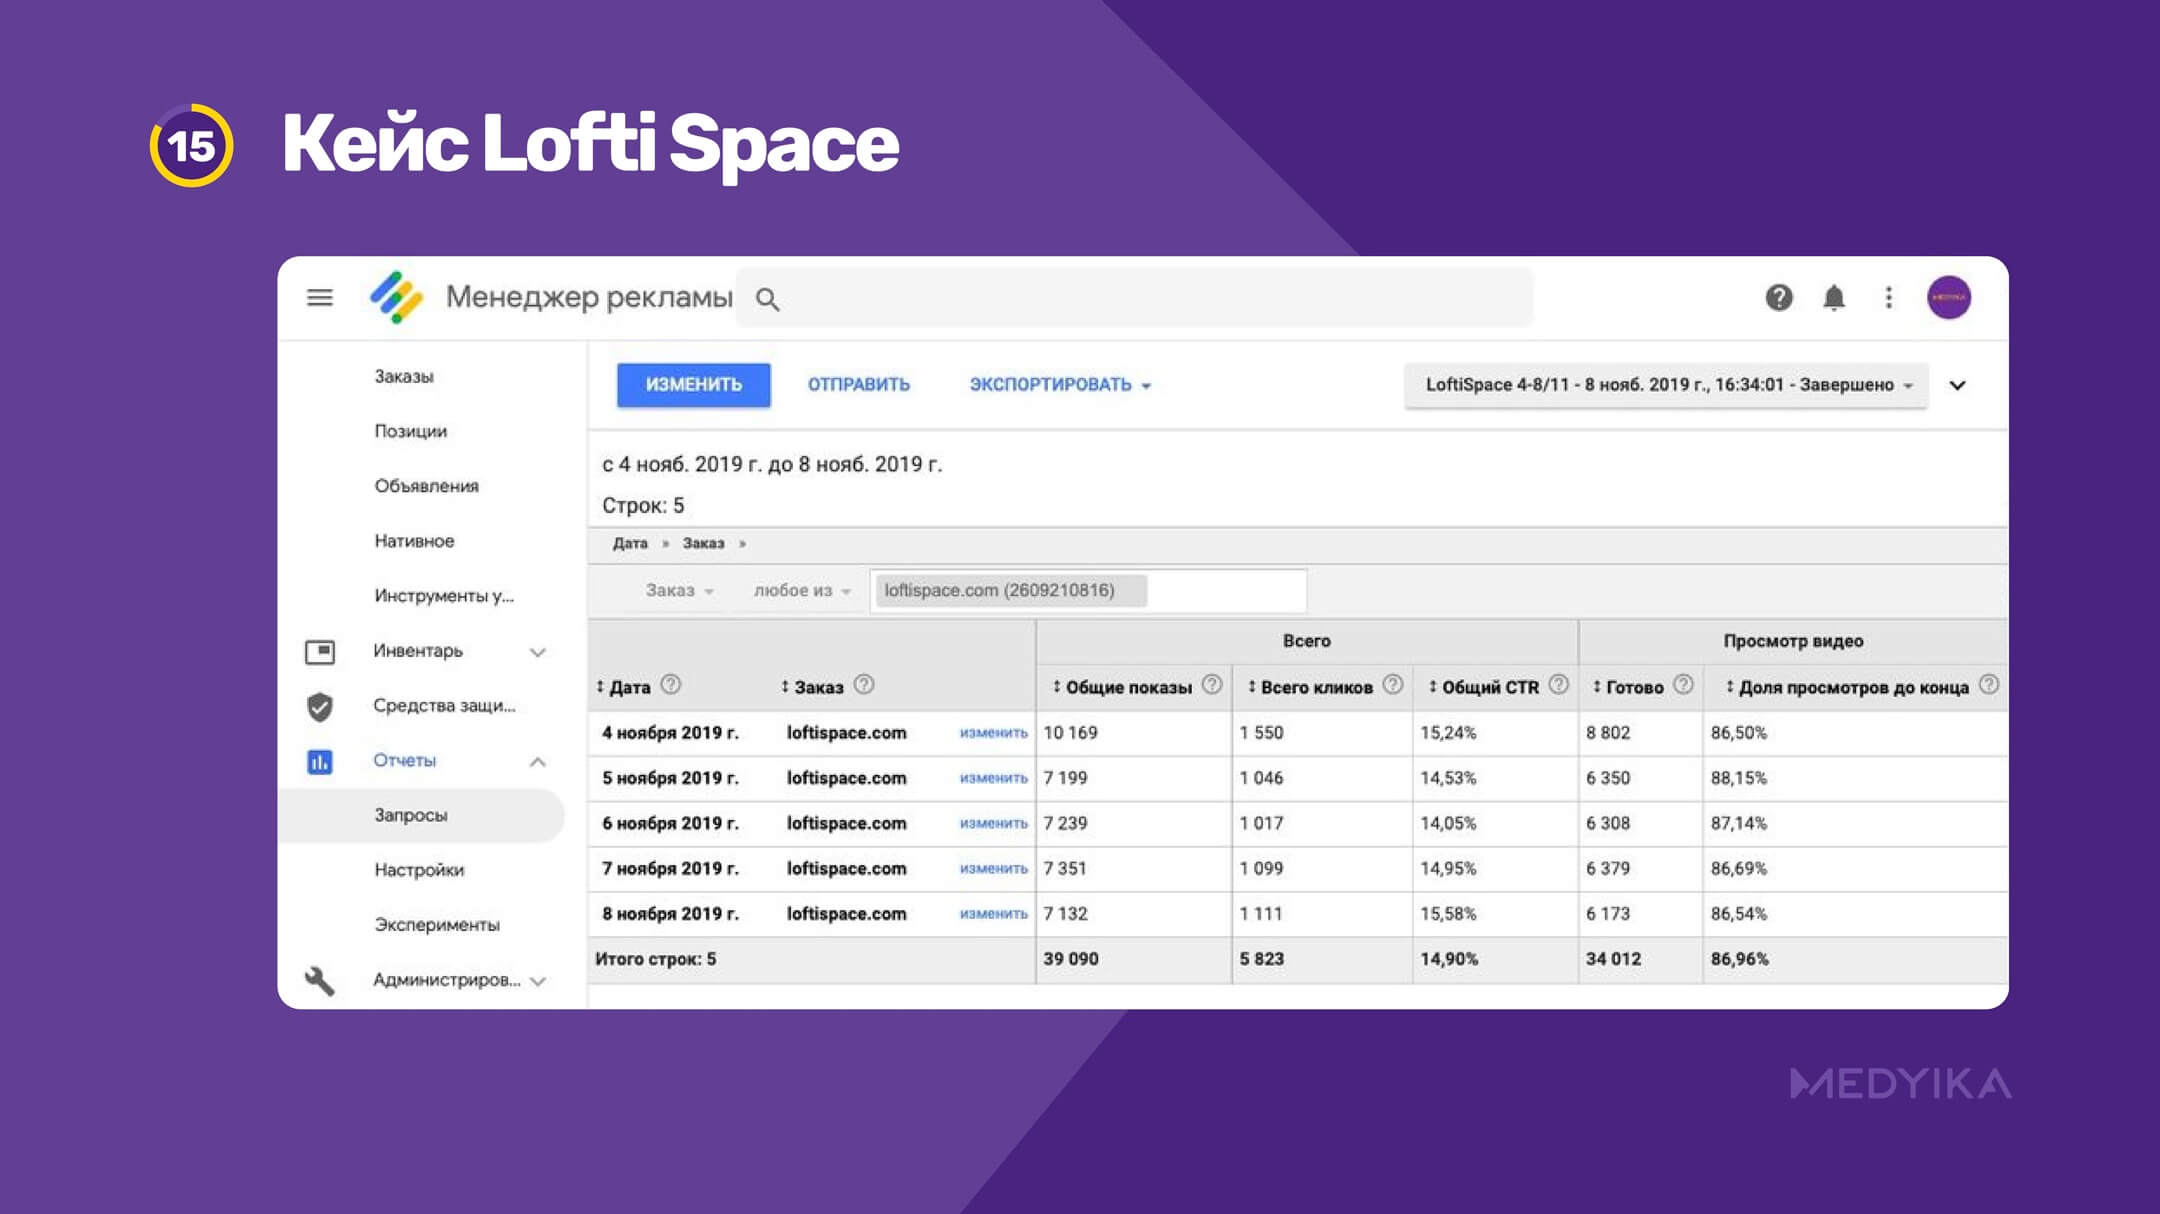 15
Кейс Lofti Space
Менеджер рекламы
MEDYIKA
Заказы
Позиции
Объявления
Нативное
Инструменты у...
Инвентарь
Средства защи...
Отчеты
Запросы
Настройки
Эксперименты
Администриров...
ИЗМЕНИТЬ ОТПРАВИТЬ ЭКСПОРТИРОВАТЬ LoftiSpace 4-8/11 - 8 нояб. 2019 г., 16:34:01 - Завершено
с 4 нояб. 2019 г. до 8 нояб. 2019 г.
Строк: 5
Дата » Заказ »
Заказ любое из loftispace.com (2609210816)
Всего Просмотр видео
Дата Заказ Общие показы Всего кликов Общий CTR Готово Доля просмотров до конца
4 ноября 2019 г. loftispace.com изменить 10 169 1 550 15,24% 8 802 86,50%
5 ноября 2019 г. loftispace.com изменить 7 199 1 046 14,53% 6 350 88,15%
6 ноября 2019 г. loftispace.com изменить 7 239 1 017 14,05% 6 308 87,14%
7 ноября 2019 г. loftispace.com изменить 7 351 1 099 14,95% 6 379 86,69%
8 ноября 2019 г. loftispace.com изменить 7 132 1 111 15,58% 6 173 86,54%
Итого строк: 5 39 090 5 823 14,90% 34 012 86,96%
MEDYIKA